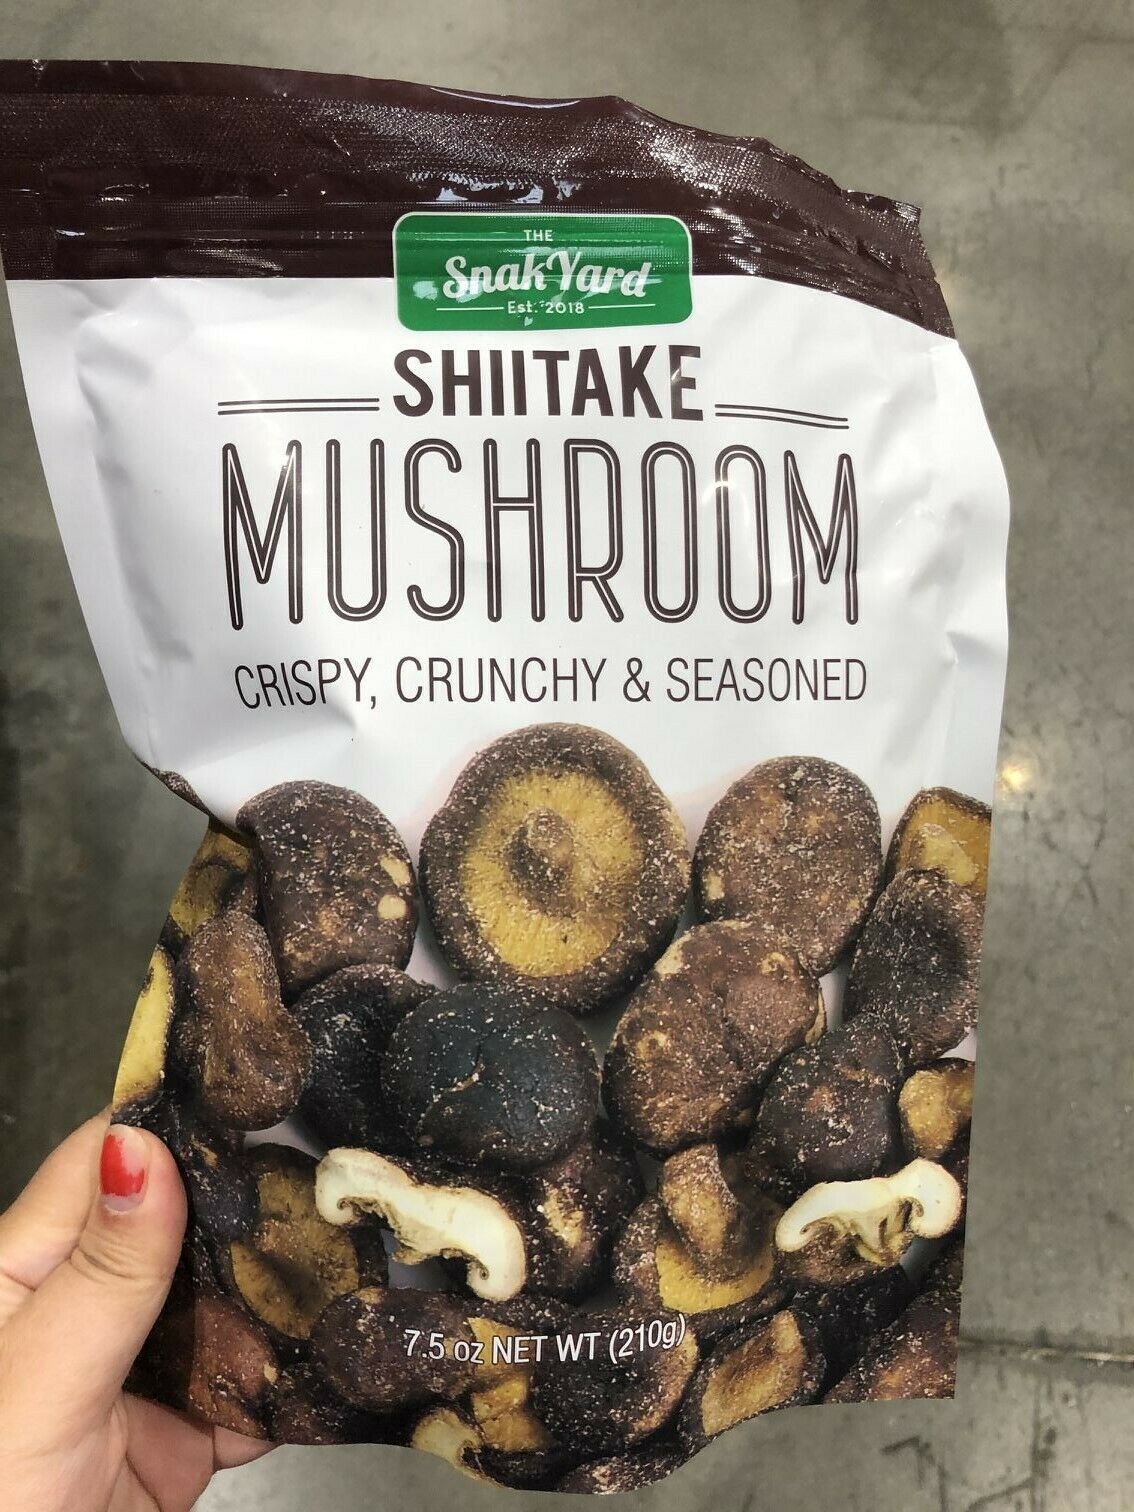 THE
SnakYard
Est. 2018
SHIITAKE
MUSHROOM
CRISPY, CRUNCHY & SEASONED
7.5 oz NET WT (210g)